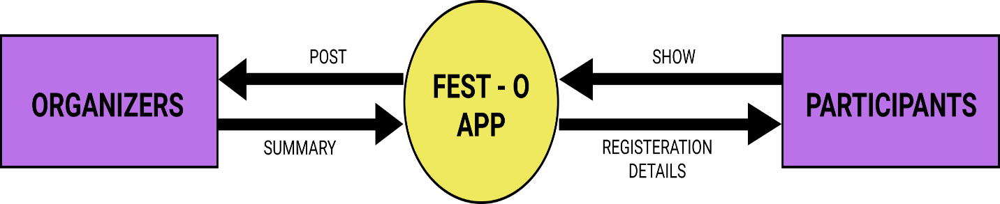 POST
SHOW
ORGANIZERS
FEST - O
APP
PARTICIPANTS
SUMMARY
REGISTERATION
DETAILS